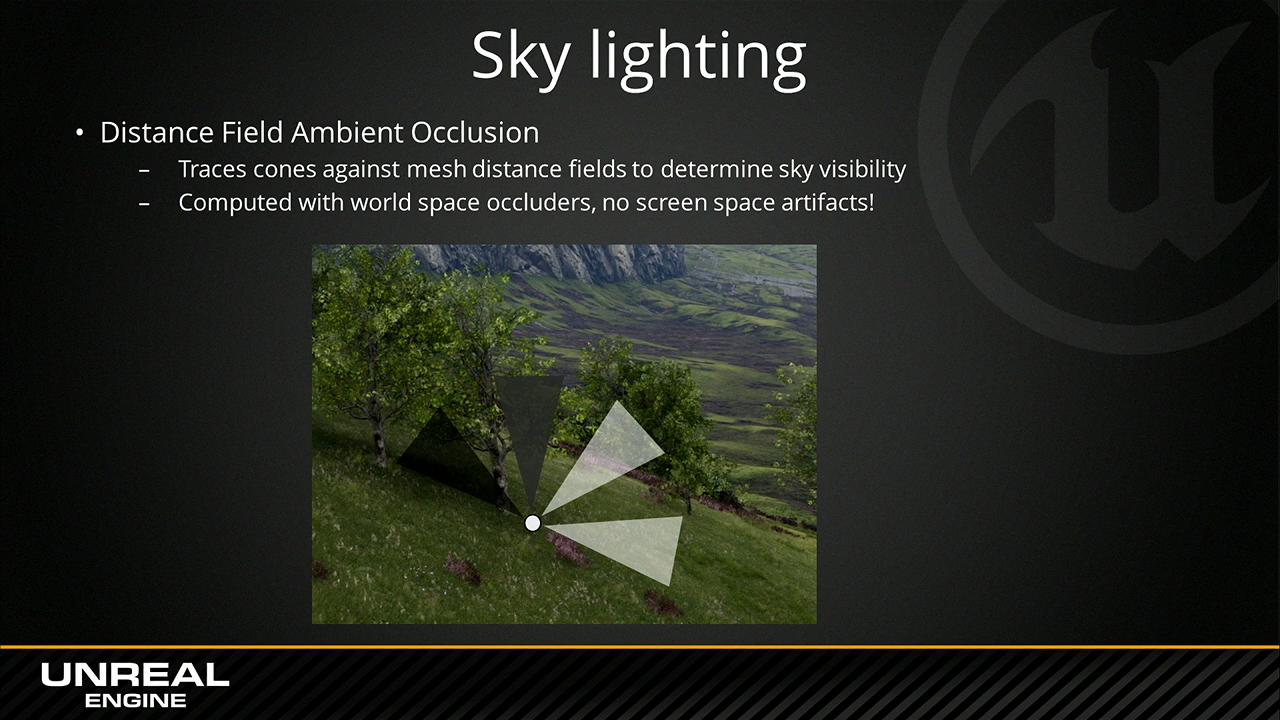 Sky lighting
• Distance Field Ambient Occlusion
– Traces cones against mesh distance fields to determine sky visibility
– Computed with world space occluders, no screen space artifacts!
UNREAL
ENGINE